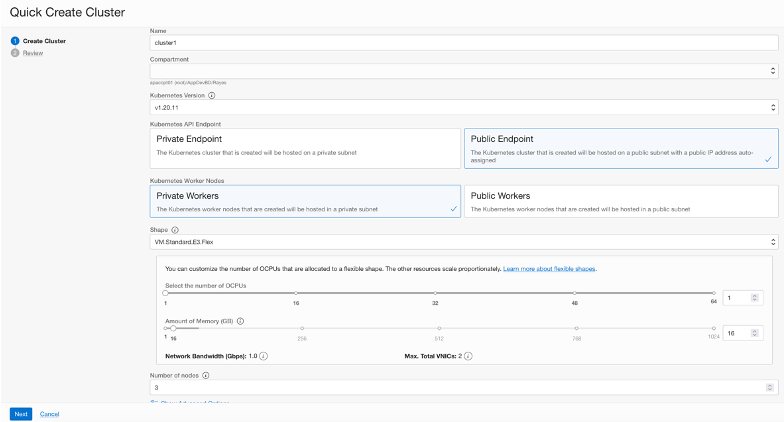 Quick Create Cluster
1 Create Cluster
2 Review
Name
cluster1
Compartment
Kubernetes Version
v1.20.11
Kubernetes API Endpoint
Private Endpoint
The Kubernetes cluster that is created will be hosted on a private subnet
Public Endpoint
The Kubernetes cluster that is created will be hosted on a public subnet with a public IP address auto-
assigned
Kubernetes Worker Nodes
Private Workers
The Kubernetes worker nodes that are created will be hosted in a private subnet
Public Workers
The Kubernetes worker nodes that are created will be hosted in a public subnet
Shape
VM.Standard.E3.Flex
You can customize the number of OCPUs that are allocated to a flexible shape. The other resources scale proportionately. Learn more about flexible shapes.
Select the number of OCPUs
1 16 32 48 64
1
Amount of Memory (GB)
1 16 256 512 768 1024
16
Network Bandwidth (Gbps): 1.0
Max. Total VNICs: 2
Number of nodes
3
Show Advanced Options
Next
Cancel